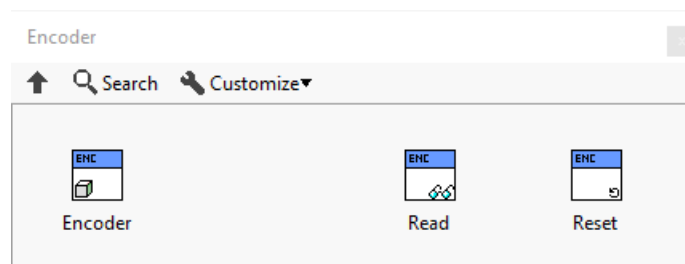 Encoder
Search Customize
ENC ENC ENC
Encoder Read Reset